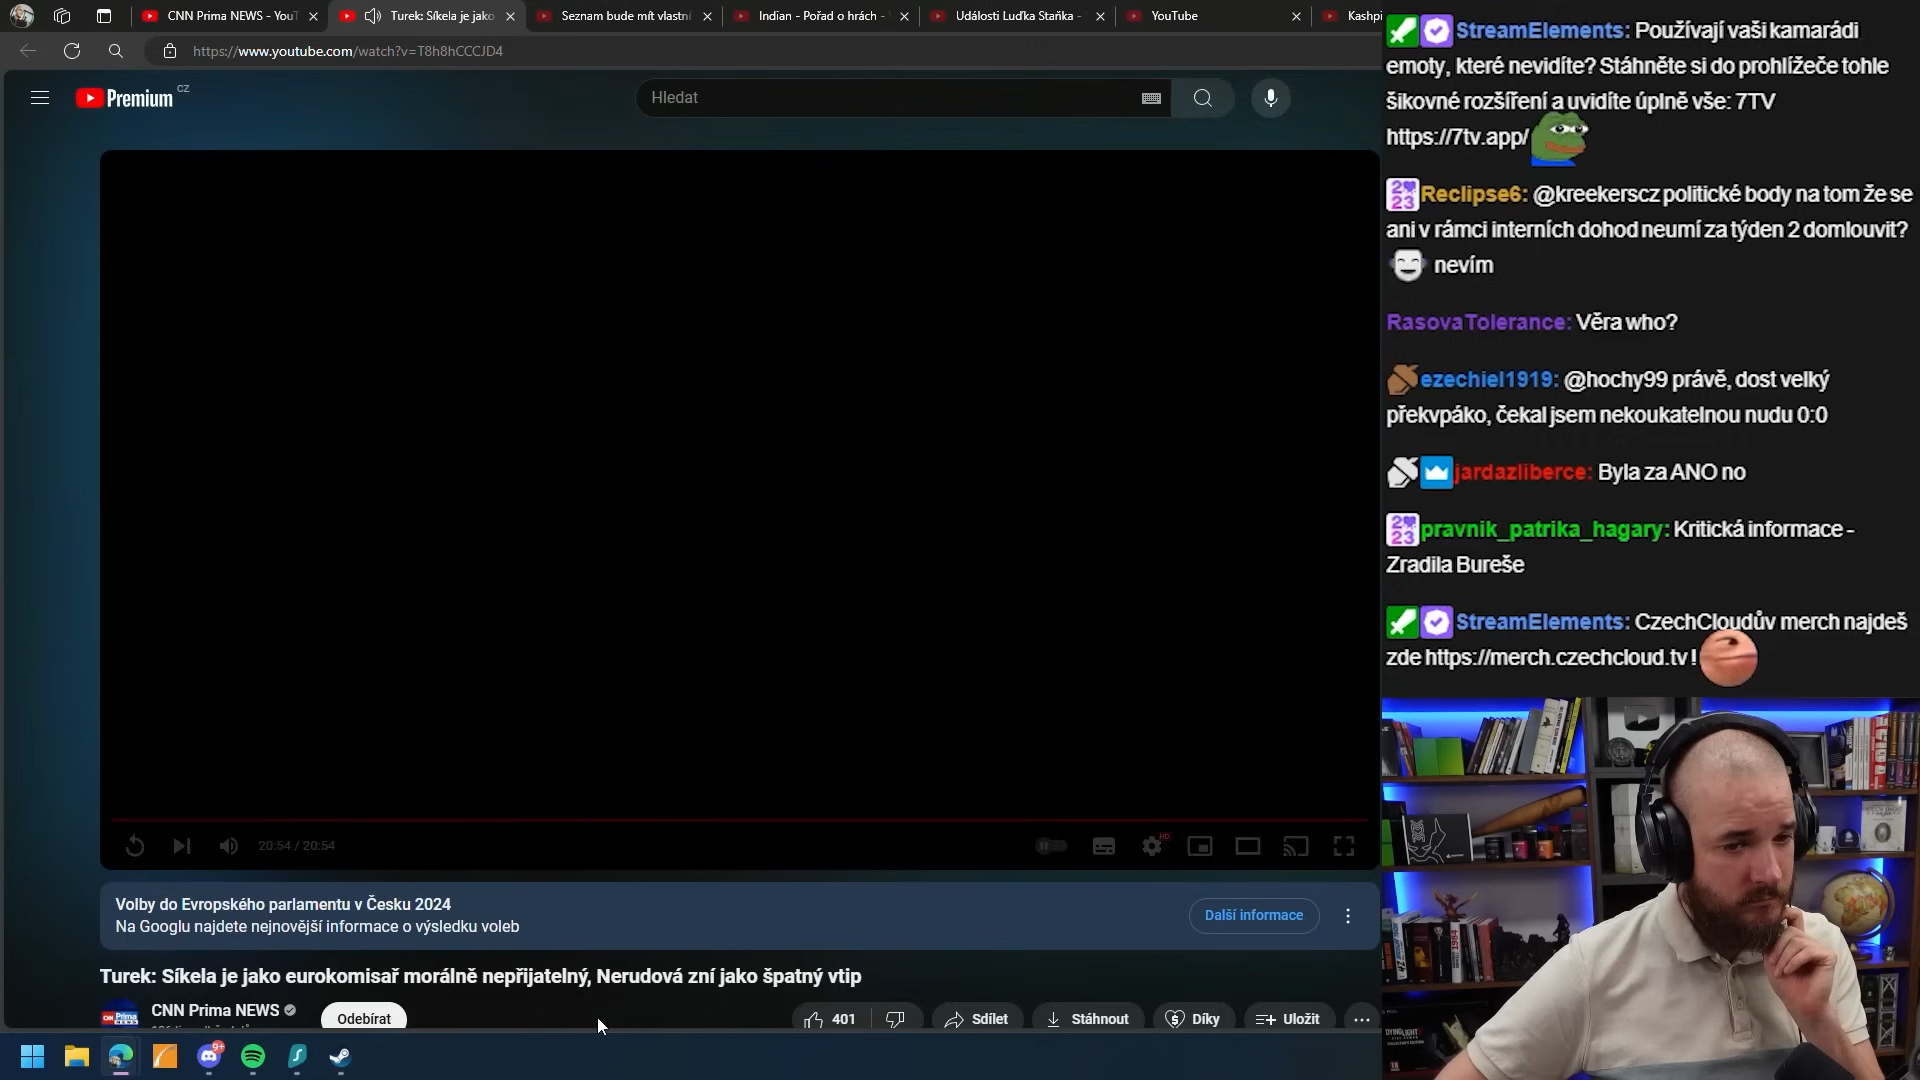 CNN Prima NEWS - YouT
Turek: Síkela je jako
Seznam bude mít vlastní
Indian - Pořad o hrách -
Události Luďka Staňka -
YouTube
Kashpi
https://www.youtube.com/watch?v=T8h8hCCCJD4
Premium CZ
Hledat
20:54 / 20:54
HD
Volby do Evropského parlamentu v Česku 2024
Na Googlu najdete nejnovější informace o výsledku voleb
Další informace
Turek: Síkela je jako eurokomisař morálně nepřijatelný, Nerudová zní jako špatný vtip
CNN Prima NEWS
Odebírat
401
Sdílet
Stáhnout
Díky
Uložit
9+
StreamElements: Používají vaši kamarádi
emoty, které nevidíte? Stáhněte si do prohlížeče tohle
šikovné rozšíření a uvidíte úplně vše: 7TV
https://7tv.app/
Reclipse6: @kreekerscz politické body na tom že se
ani v rámci interních dohod neumí za týden 2 domlouvit?
nevím
RasovaTolerance: Věra who?
ezechiel1919: @hochy99 právě, dost velký
překvpáko, čekal jsem nekoukatelnou nudu 0:0
jardazliberce: Byla za ANO no
pravnik_patrika_hagary: Kritická informace -
Zradila Bureše
StreamElements: CzechCloudův merch najdeš
zde https://merch.czechcloud.tv !
1984